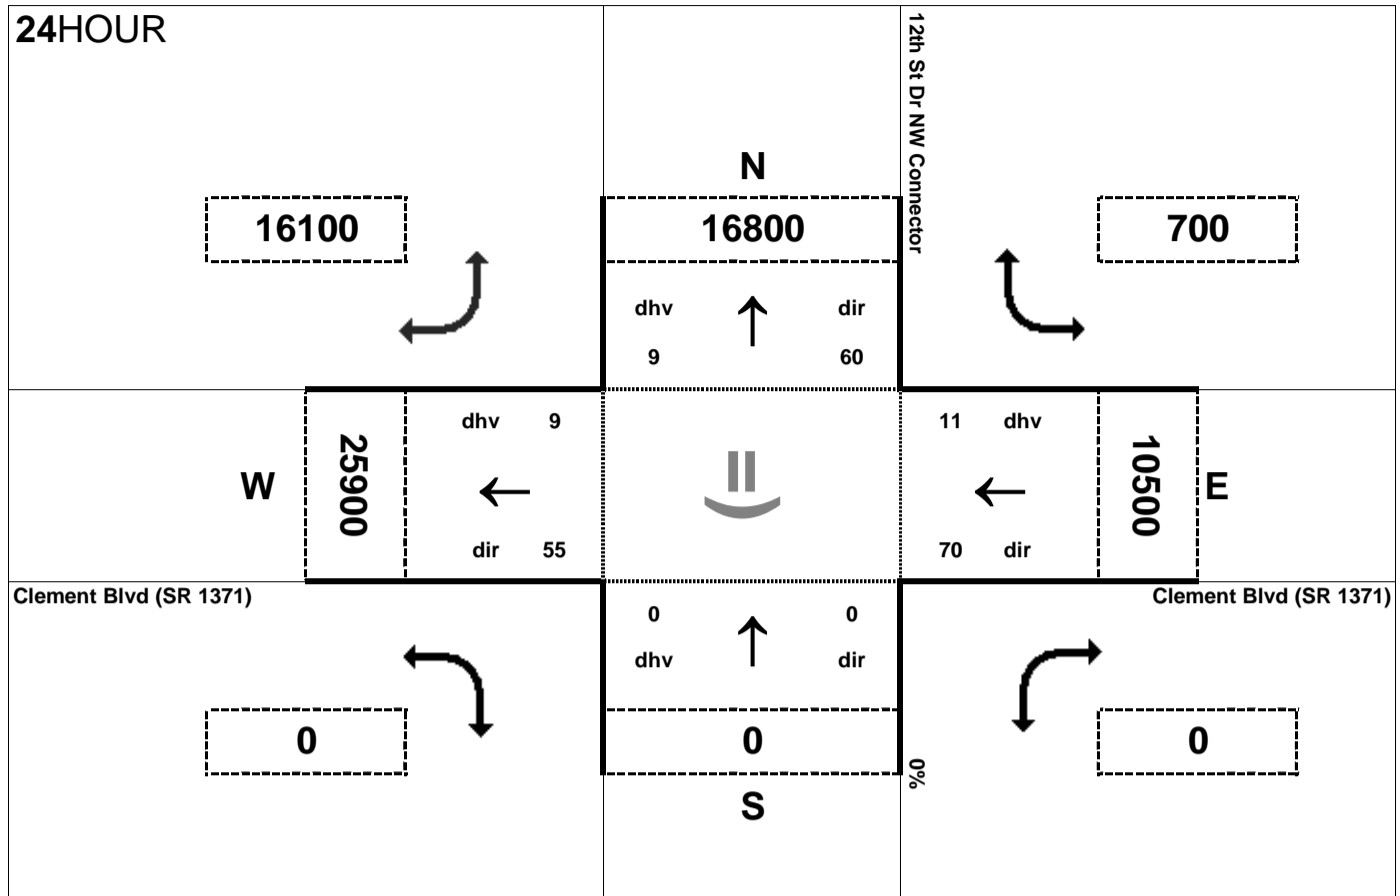 24HOUR
12th St Dr NW Connector
N
16100
16800
700
dhv
dir
9
60
dhv 9
11 dhv
W
25900
10500
E
dir 55
70 dir
Clement Blvd (SR 1371)
Clement Blvd (SR 1371)
0
0
dhv
dir
0
0
0
0%
S